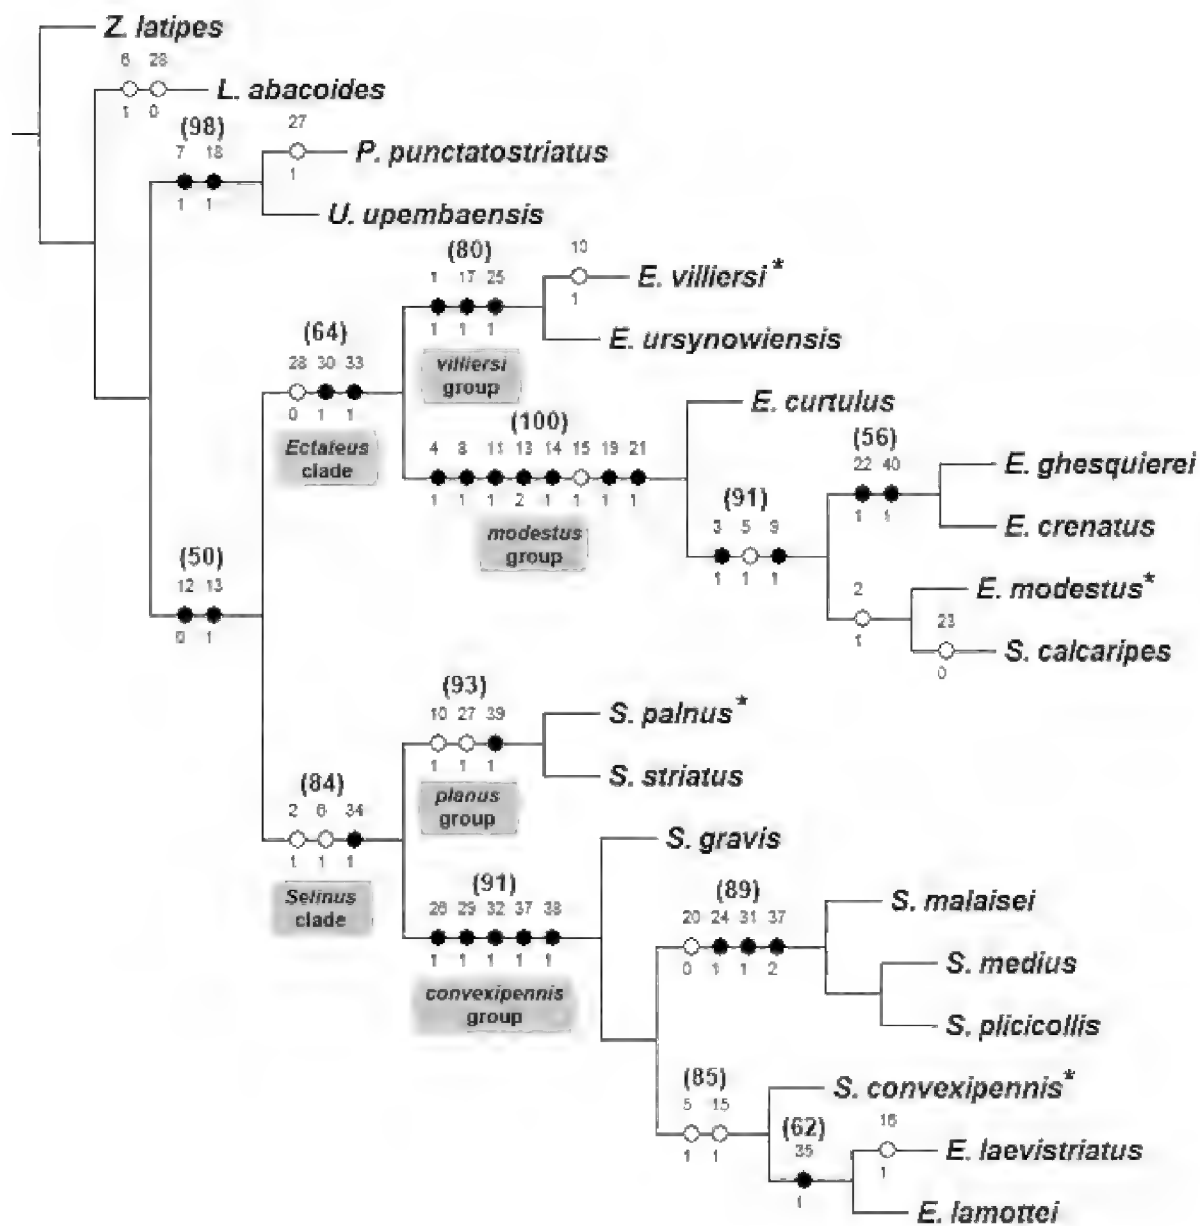 Z. latipes
6 28
L. abacoides
1 0
(98)
27
7 18
P. punctatostriatus
1
1 1
U. upembaensis
(80)
10
1 17 25
E. villiersi*
1
(64)
1 1 1
E. ursynowiensis
28 30 33
villiersi
group
0 1 1
(100)
E. curtulus
Ectateus
clade
(56)
4 8 11 13 14 15 19 21
22 40
E. ghesquierei
(91)
1 1 1 2 1 1 1 1
3 5 9
1 1
E. crenatus
modestus
group
(50)
1 1 1
12 13
2
E. modestus*
23
0 1
1
S. calcaripes
0
(93)
10 27 39
S. palnus*
1 1 1
(84)
S. striatus
2 6 34
planus
group
1 1 1
S. gravis
Selinus
clade
(91)
(89)
26 29 32 37 38
20 24 31 37
S. malaisei
1 1 1 1 1
0 1 1 2
S. medius
convexipennis
group
S. plicicollis
(85)
S. convexipennis*
5 15
(62)
16
1 1
35
E. laevistriatus
1
1
E. lamottei